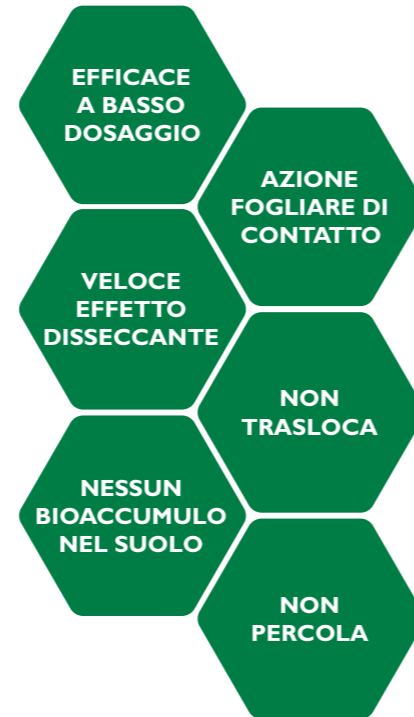 EFFICACE
A BASSO
DOSAGGIO
AZIONE
FOGLIARE DI
CONTATTO
VELOCE
EFFETTO
DISSECCANTE
NON
TRASLOCA
NESSUN
BIOACCUMULO
NEL SUOLO
NON
PERCOLA